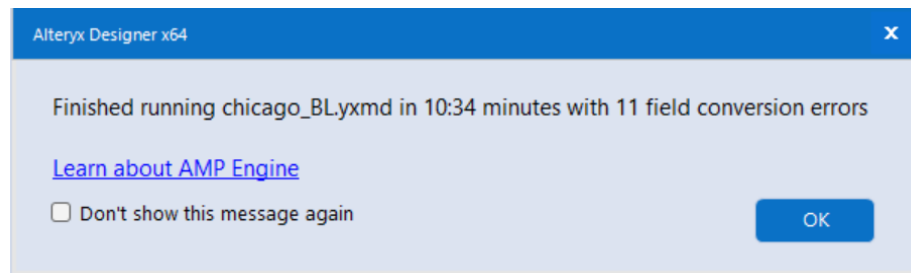 Alteryx Designer x64
x
Finished running chicago_BL.yxmd in 10:34 minutes with 11 field conversion errors
Learn about AMP Engine
Don't show this message again
OK